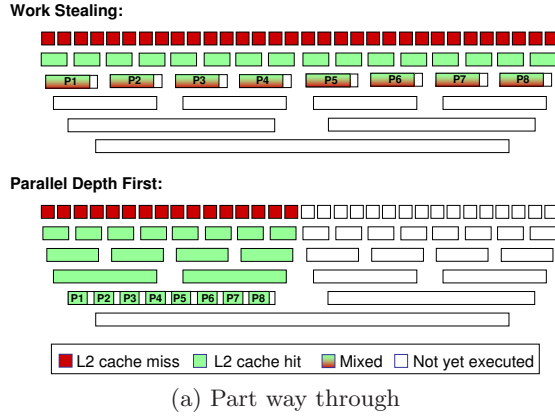 Work Stealing:
P1 P2 P3 P4 P5 P6 P7 P8
Parallel Depth First:
P1 P2 P3 P4 P5 P6 P7 P8
L2 cache miss L2 cache hit Mixed Not yet executed
(a) Part way through